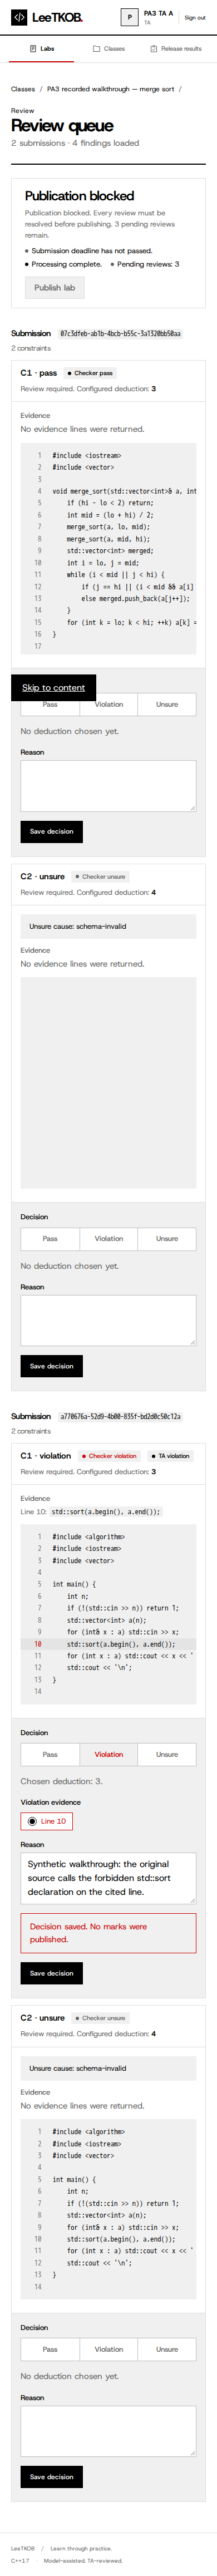 LeeTKOB.
P
PA3 TA A
TA
Sign out
Labs
Classes
Release results
Classes / PA3 recorded walkthrough — merge sort /
Review
Review queue
2 submissions · 4 findings loaded
Publication blocked
Publication blocked. Every review must be
resolved before publishing. 3 pending reviews
remain.
Submission deadline has not passed.
Processing complete.
Pending reviews: 3
Publish lab
Submission 07c3dfeb-ab1b-4bcb-b55c-3a1320bb50aa
2 constraints
C1 · pass
Checker pass
Review required. Configured deduction: 3
Evidence
No evidence lines were returned.
1 #include <iostream>
2 #include <vector>
3
4 void merge_sort(std::vector<int>& a, int
5 if (hi - lo < 2) return;
6 int mid = (lo + hi) / 2;
7 merge_sort(a, lo, mid);
8 merge_sort(a, mid, hi);
9 std::vector<int> merged;
10 int i = lo, j = mid;
11 while (i < mid || j < hi) {
12 if (j == hi || (i < mid && a[i]
13 else merged.push_back(a[j++]);
14 }
15 for (int k = lo; k < hi; ++k) a[k] =
16 }
17
Skip to content
Pass
Violation
Unsure
No deduction chosen yet.
Reason
Save decision
C2 · unsure
Checker unsure
Review required. Configured deduction: 4
Unsure cause: schema-invalid
Evidence
No evidence lines were returned.
Decision
Pass
Violation
Unsure
No deduction chosen yet.
Reason
Save decision
Submission a770676a-52d9-4b00-835f-bd2d0c50c12a
2 constraints
C1 · violation
Checker violation
TA violation
Review required. Configured deduction: 3
Evidence
Line 10: std::sort(a.begin(), a.end());
1 #include <algorithm>
2 #include <iostream>
3 #include <vector>
4
5 int main() {
6 int n;
7 if (!(std::cin >> n)) return 1;
8 std::vector<int> a(n);
9 for (int& x : a) std::cin >> x;
10 std::sort(a.begin(), a.end());
11 for (int x : a) std::cout << x << '
12 std::cout << '\n';
13 }
14
Decision
Pass
Violation
Unsure
Chosen deduction: 3.
Violation evidence
Line 10
Reason
Synthetic walkthrough: the original
source calls the forbidden std::sort
declaration on the cited line.
Decision saved. No marks were
published.
Save decision
C2 · unsure
Checker unsure
Review required. Configured deduction: 4
Unsure cause: schema-invalid
Evidence
No evidence lines were returned.
1 #include <algorithm>
2 #include <iostream>
3 #include <vector>
4
5 int main() {
6 int n;
7 if (!(std::cin >> n)) return 1;
8 std::vector<int> a(n);
9 for (int& x : a) std::cin >> x;
10 std::sort(a.begin(), a.end());
11 for (int x : a) std::cout << x << '
12 std::cout << '\n';
13 }
14
Decision
Pass
Violation
Unsure
No deduction chosen yet.
Reason
Save decision
LeeTKOB / Learn through practice.
C++17 · Model-assisted. TA-reviewed.